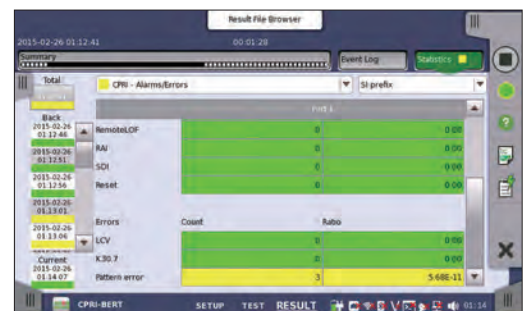 Result File Browser
2015-02-26 01:12:41 00:01:28
Summary Event Log Statistics
Total CPRI - Alarms/Errors SI-prefix
Port 1
Back
2015-02-26
01:12:46
RemoteLOF 0 0.00
2015-02-26
01:12:51
RAI 0 0.00
SDI 0 0.00
2015-02-26
01:12:56
Reset 0 0.00
2015-02-26
01:13:01
Errors Count Ratio
2015-02-26
01:13:06
LCV 0 0.00
Current
K30.7 0 0.00
2015-02-26
01:14:07
Pattern error 3 5.68E-11
CPRI-BERT SETUP TEST RESULT 01:14